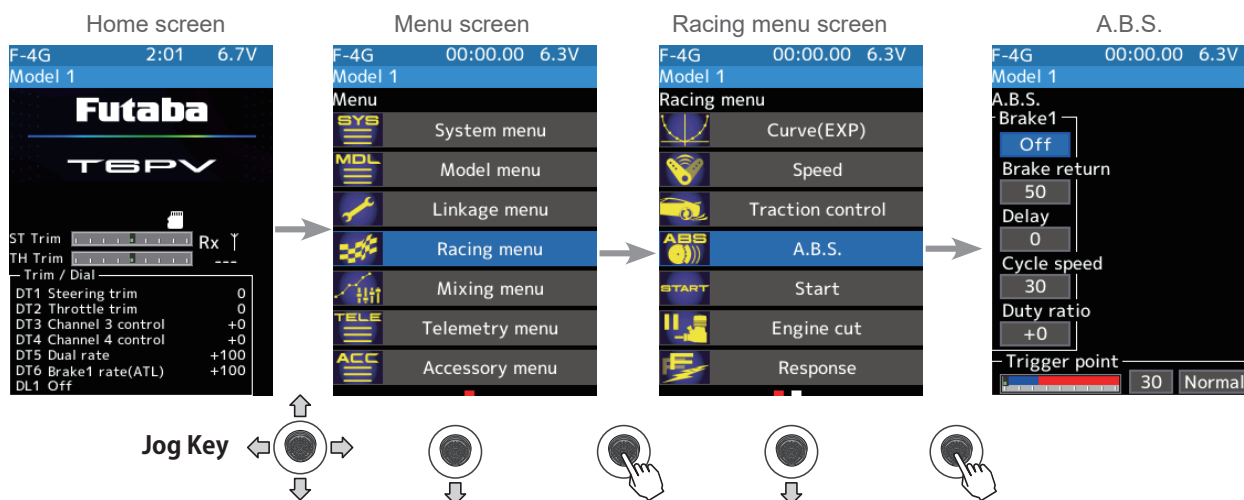 Home screen
F-4G 2:01 6.7V
Model 1
Futaba
T6PV
ST Trim Rx
TH Trim ---
Trim / Dial
DT1 Steering trim 0
DT2 Throttle trim 0
DT3 Channel 3 control +0
DT4 Channel 4 control +0
DT5 Dual rate +100
DT6 Brake1 rate(ATL) +100
DL1 Off
Menu screen
F-4G 00:00.00 6.3V
Model 1
Menu
SYS System menu
MDL Model menu
Linkage menu
Racing menu
Mixing menu
TELE Telemetry menu
ACC Accessory menu
Racing menu screen
F-4G 00:00.00 6.3V
Model 1
Racing menu
Curve(EXP)
Speed
Traction control
ABS A.B.S.
START Start
Engine cut
F Response
A.B.S.
F-4G 00:00.00 6.3V
Model 1
A.B.S.
Brake1
Off
Brake return
50
Delay
0
Cycle speed
30
Duty ratio
+0
Trigger point
30 Normal
Jog Key